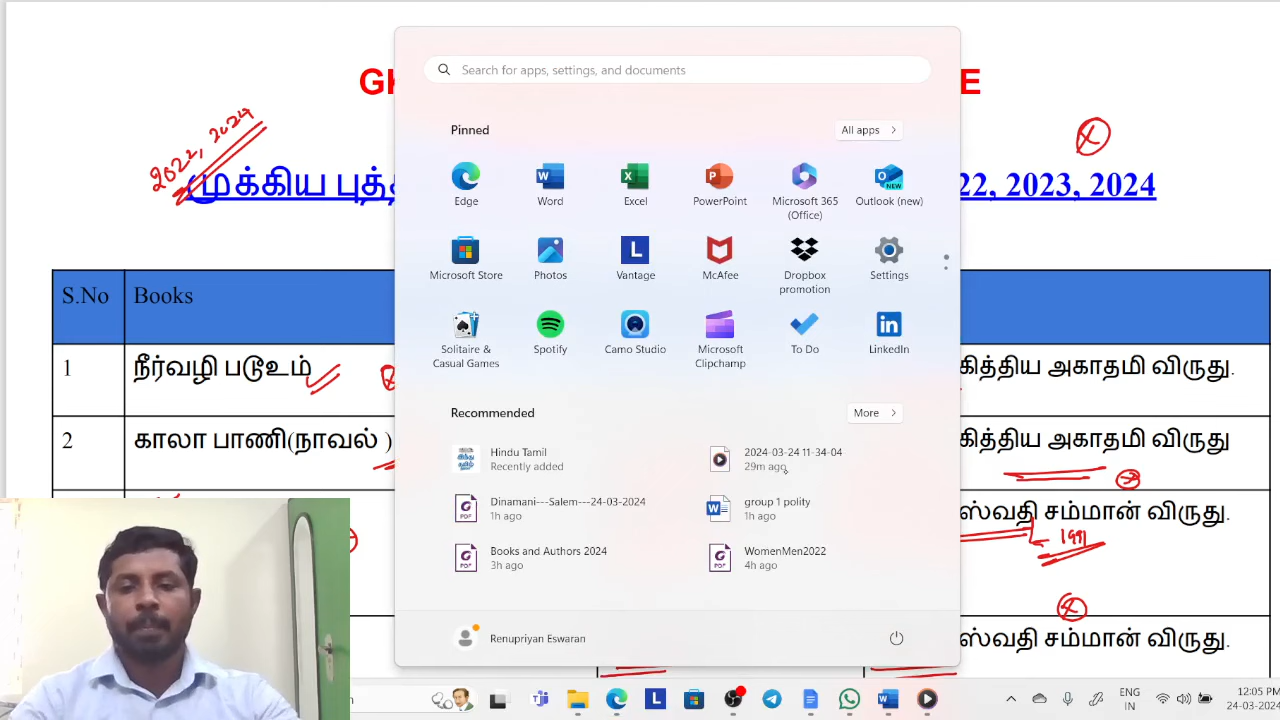 GK
E
2022, 2024
முக்கிய புத்த
22, 2023, 2024
S.No
Books
1
நீர்வழி படூஉம்
கித்திய அகாதமி விருது.
2
காலா பாணி(நாவல் )
கித்திய அகாதமி விருது
ஸ்வதி சம்மான் விருது.
1991
ஸ்வதி சம்மான் விருது.
Search for apps, settings, and documents
Pinned
All apps
Edge
Word
Excel
PowerPoint
Microsoft 365
(Office)
Outlook (new)
Microsoft Store
Photos
Vantage
McAfee
Dropbox
promotion
Settings
Solitaire &
Casual Games
Spotify
Camo Studio
Microsoft
Clipchamp
To Do
LinkedIn
Recommended
More
Hindu Tamil
Recently added
2024-03-24 11-34-04
29m ago
Dinamani---Salem---24-03-2024
1h ago
group 1 polity
1h ago
Books and Authors 2024
3h ago
WomenMen2022
4h ago
Renupriyan Eswaran
ENG
IN
12:05 PM
24-03-2024